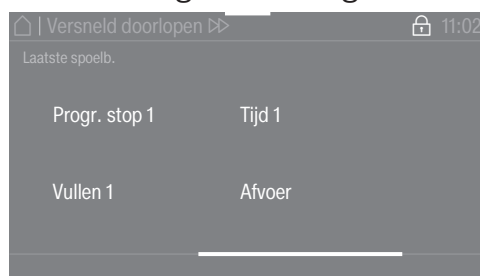 | Versneld doorlopen 11:02
Laatste spoelb.
Progr. stop 1 Tijd 1
Vullen 1 Afvoer